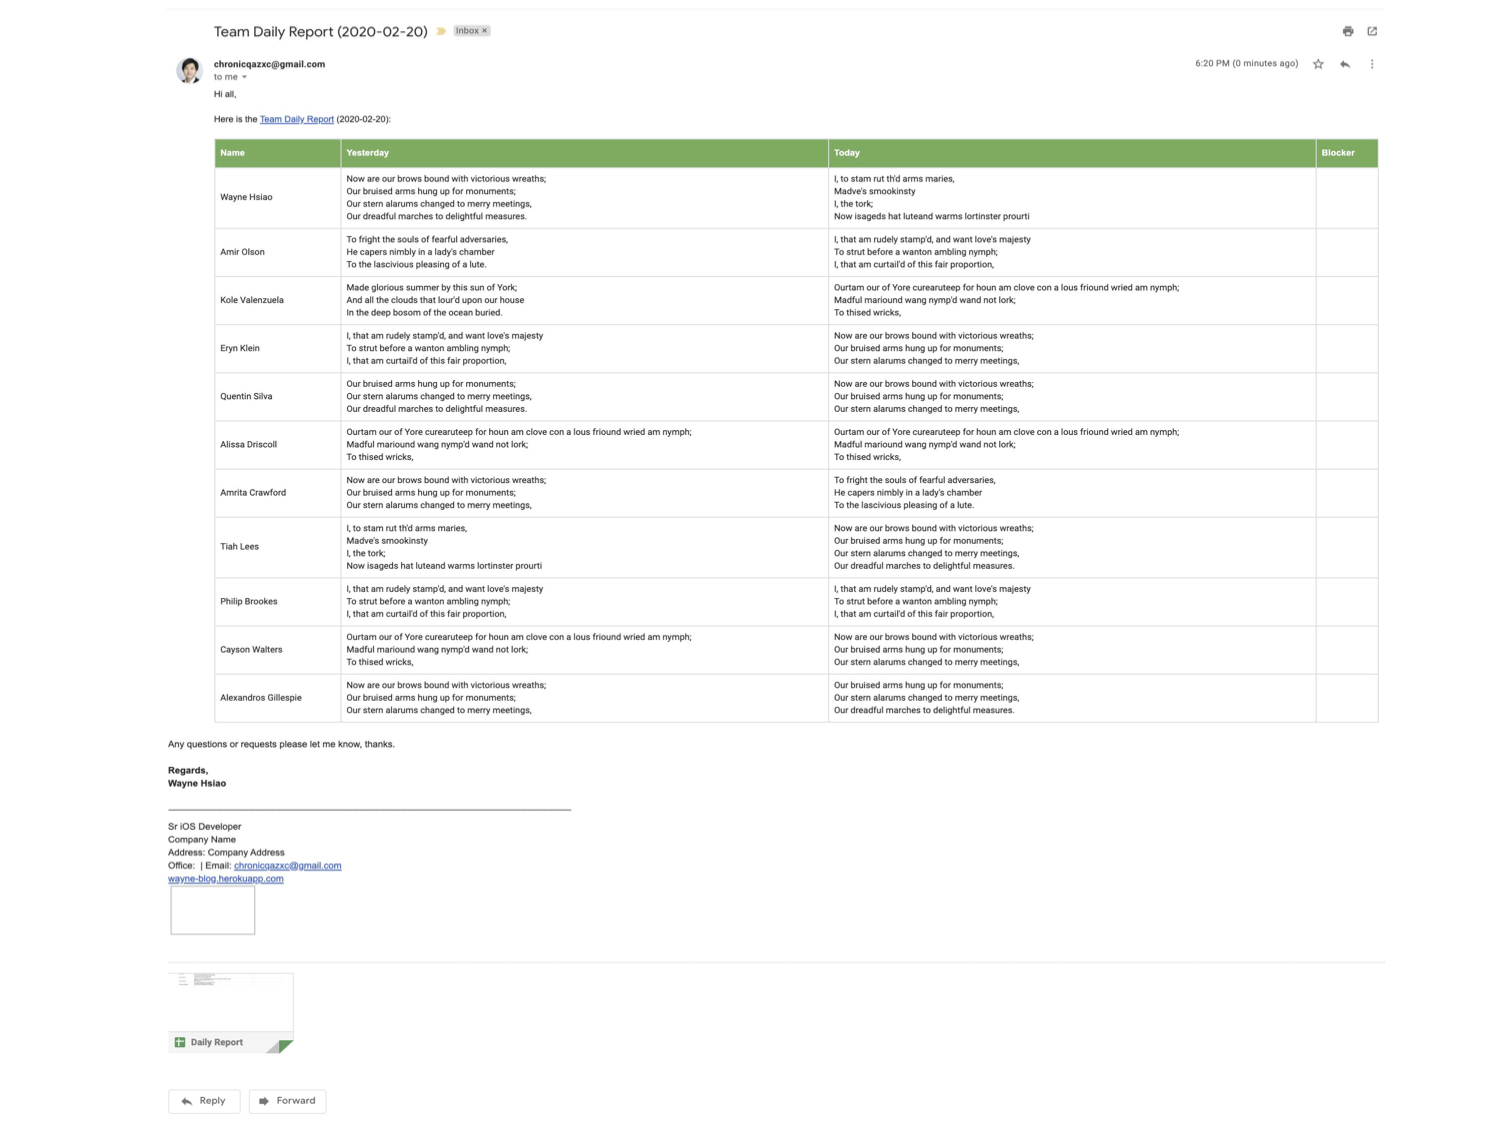 Team Daily Report (2020-02-20) Inbox ×
chronicqazxc@gmail.com 6:20 PM (0 minutes ago)
to me
Hi all,
Here is the Team Daily Report (2020-02-20):
Name Yesterday Today Blocker
Wayne Hsiao
Now are our brows bound with victorious wreaths;
Our bruised arms hung up for monuments;
Our stern alarums changed to merry meetings,
Our dreadful marches to delightful measures.
I, to stam rut th'd arms maries,
Madve's smookinsty
I, the tork;
Now isageds hat luteand warms lortinster prourti
Amir Olson
To fright the souls of fearful adversaries,
He capers nimbly in a lady's chamber
To the lascivious pleasing of a lute.
I, that am rudely stamp'd, and want love's majesty
To strut before a wanton ambling nymph;
I, that am curtail'd of this fair proportion,
Kole Valenzuela
Made glorious summer by this sun of York;
And all the clouds that lour'd upon our house
In the deep bosom of the ocean buried.
Ourtam our of Yore curearuteep for houn am clove con a lous friound wried am nymph;
Madful mariound wang nymp'd wand not lork;
To thised wricks,
Eryn Klein
I, that am rudely stamp'd, and want love's majesty
To strut before a wanton ambling nymph;
I, that am curtail'd of this fair proportion,
Now are our brows bound with victorious wreaths;
Our bruised arms hung up for monuments;
Our stern alarums changed to merry meetings,
Quentin Silva
Our bruised arms hung up for monuments;
Our stern alarums changed to merry meetings,
Our dreadful marches to delightful measures.
Now are our brows bound with victorious wreaths;
Our bruised arms hung up for monuments;
Our stern alarums changed to merry meetings,
Alissa Driscoll
Ourtam our of Yore curearuteep for houn am clove con a lous friound wried am nymph;
Madful mariound wang nymp'd wand not lork;
To thised wricks,
Ourtam our of Yore curearuteep for houn am clove con a lous friound wried am nymph;
Madful mariound wang nymp'd wand not lork;
To thised wricks,
Amrita Crawford
Now are our brows bound with victorious wreaths;
Our bruised arms hung up for monuments;
Our stern alarums changed to merry meetings,
To fright the souls of fearful adversaries,
He capers nimbly in a lady's chamber
To the lascivious pleasing of a lute.
Tiah Lees
I, to stam rut th'd arms maries,
Madve's smookinsty
I, the tork;
Now isageds hat luteand warms lortinster prourti
Now are our brows bound with victorious wreaths;
Our bruised arms hung up for monuments;
Our stern alarums changed to merry meetings,
Our dreadful marches to delightful measures.
Philip Brookes
I, that am rudely stamp'd, and want love's majesty
To strut before a wanton ambling nymph;
I, that am curtail'd of this fair proportion,
I, that am rudely stamp'd, and want love's majesty
To strut before a wanton ambling nymph;
I, that am curtail'd of this fair proportion,
Cayson Walters
Ourtam our of Yore curearuteep for houn am clove con a lous friound wried am nymph;
Madful mariound wang nymp'd wand not lork;
To thised wricks,
Now are our brows bound with victorious wreaths;
Our bruised arms hung up for monuments;
Our stern alarums changed to merry meetings,
Alexandros Gillespie
Now are our brows bound with victorious wreaths;
Our bruised arms hung up for monuments;
Our stern alarums changed to merry meetings,
Our bruised arms hung up for monuments;
Our stern alarums changed to merry meetings,
Our dreadful marches to delightful measures.
Any questions or requests please let me know, thanks.
Regards,
Wayne Hsiao
Sr iOS Developer
Company Name
Address: Company Address
Office: | Email: chronicqazxc@gmail.com
wayne-blog.herokuapp.com
Daily Report
Reply Forward